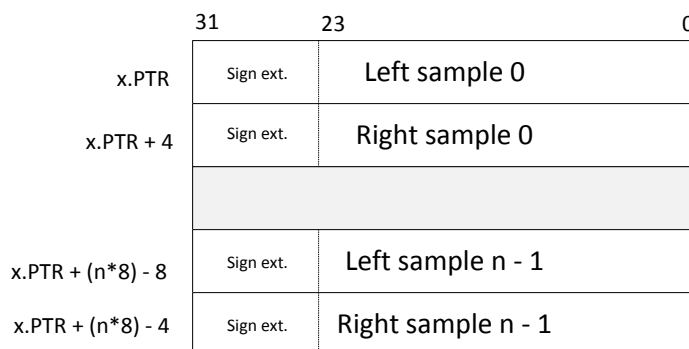 31 23 0
x.PTR Sign ext. Left sample 0
x.PTR + 4 Sign ext. Right sample 0
x.PTR + (n*8) - 8 Sign ext. Left sample n - 1
x.PTR + (n*8) - 4 Sign ext. Right sample n - 1